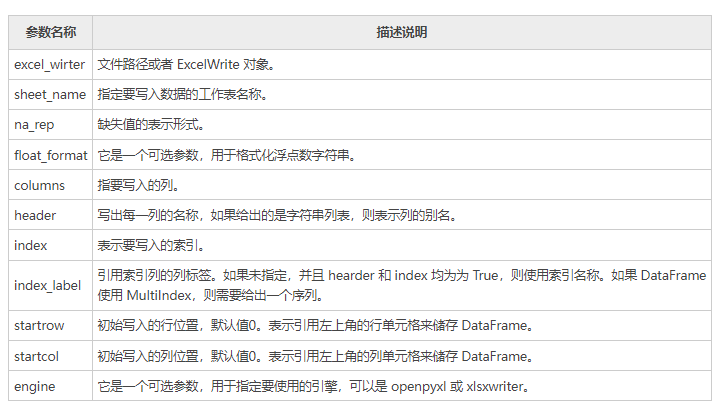 参数名称 描述说明
excel_wirter 文件路径或者 ExcelWrite 对象。
sheet_name 指定要写入数据的工作表名称。
na_rep 缺失值的表示形式。
float_format 它是一个可选参数，用于格式化浮点数字符串。
columns 指要写入的列。
header 写出每一列的名称，如果给出的是字符串列表，则表示列的别名。
index 表示要写入的索引。
index_label 引用索引列的列标签。如果未指定，并且 hearder 和 index 均为为 True，则使用索引名称。如果 DataFrame
使用 MultiIndex，则需要给出一个序列。
startrow 初始写入的行位置，默认值0。表示引用左上角的行单元格来储存 DataFrame。
startcol 初始写入的列位置，默认值0。表示引用左上角的列单元格来储存 DataFrame。
engine 它是一个可选参数，用于指定要使用的引擎，可以是 openpyxl 或 xlsxwriter。